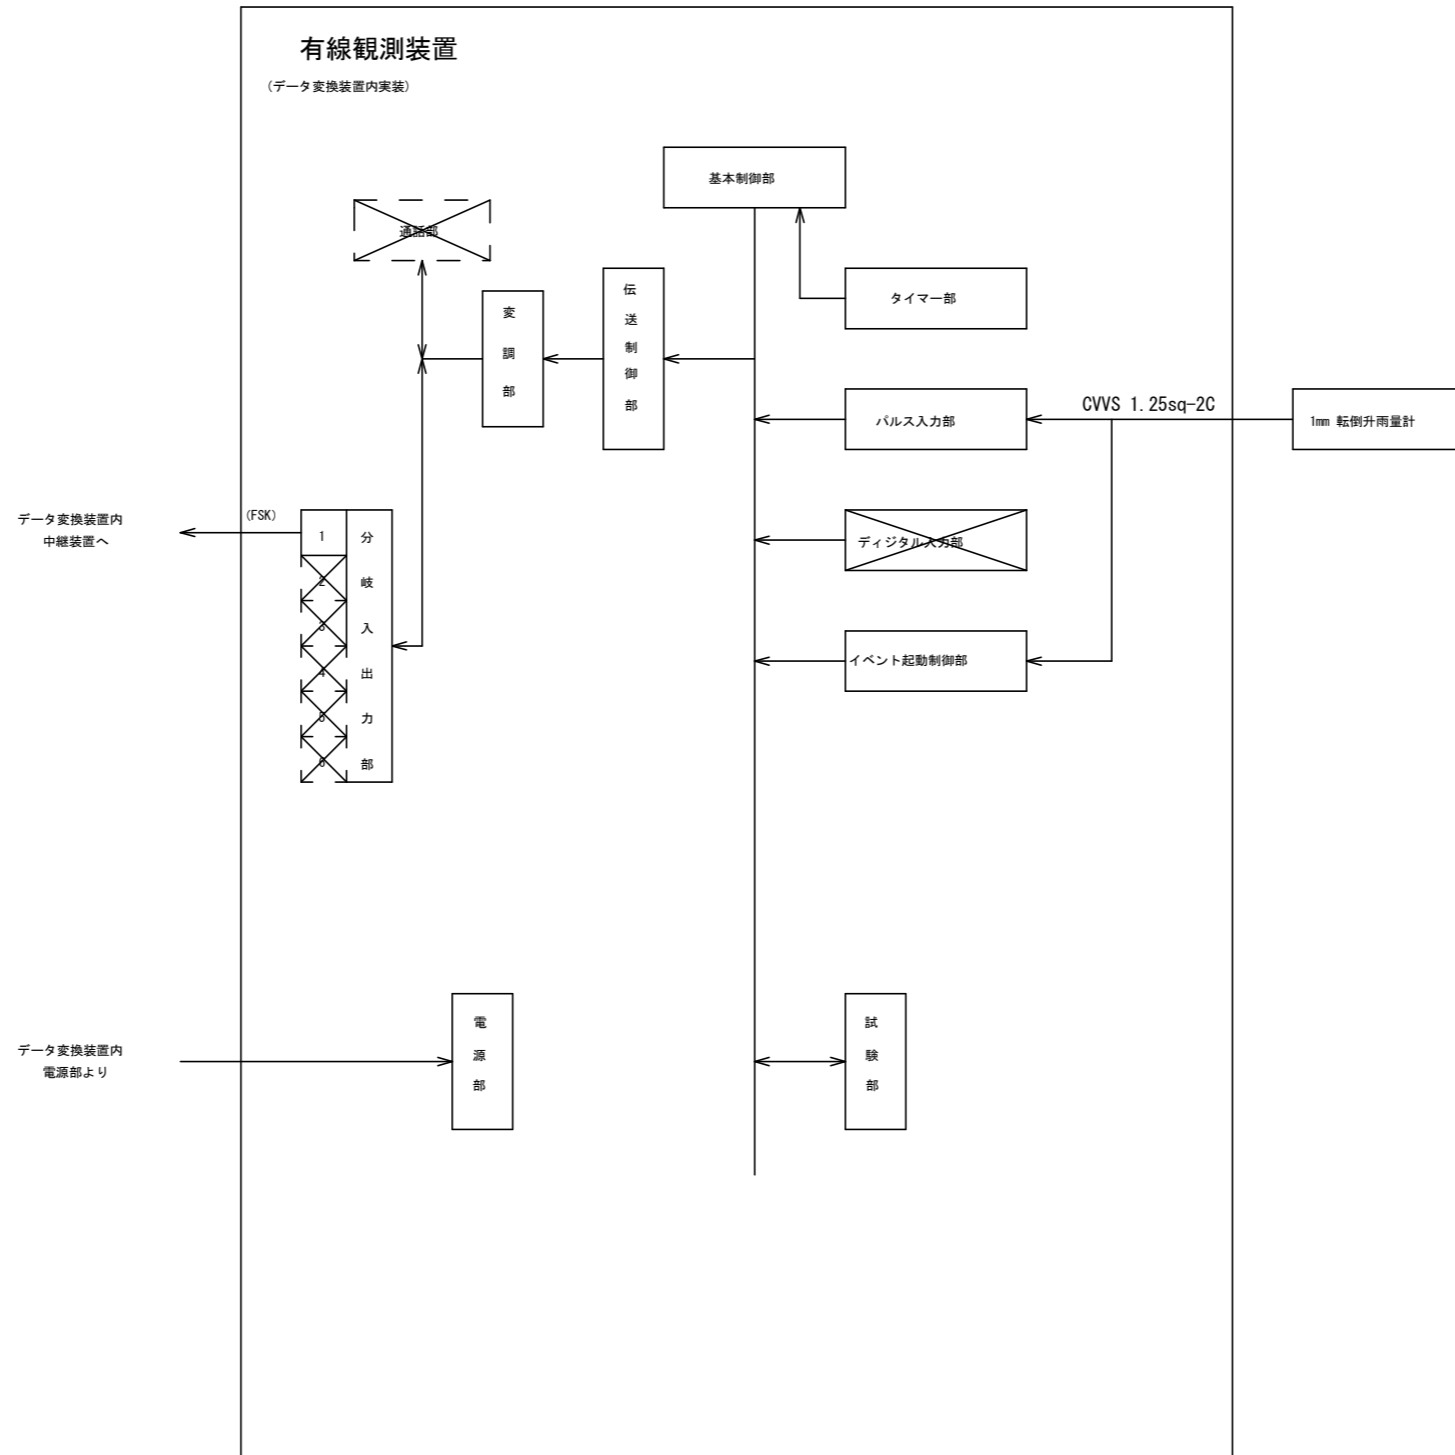 有線観測装置
(データ変換装置内実装)
基本制御部
通話部
タイマー部
変調部
伝送制御部
パルス入力部
CVVS 1.25sq-2C
1mm 転倒升雨量計
データ変換装置内
中継装置へ
(FSK)
ディジタル入力部
イベント起動制御部
1
2
3
4
5
6
分岐入出力部
データ変換装置内
電源部より
電源部
試験部